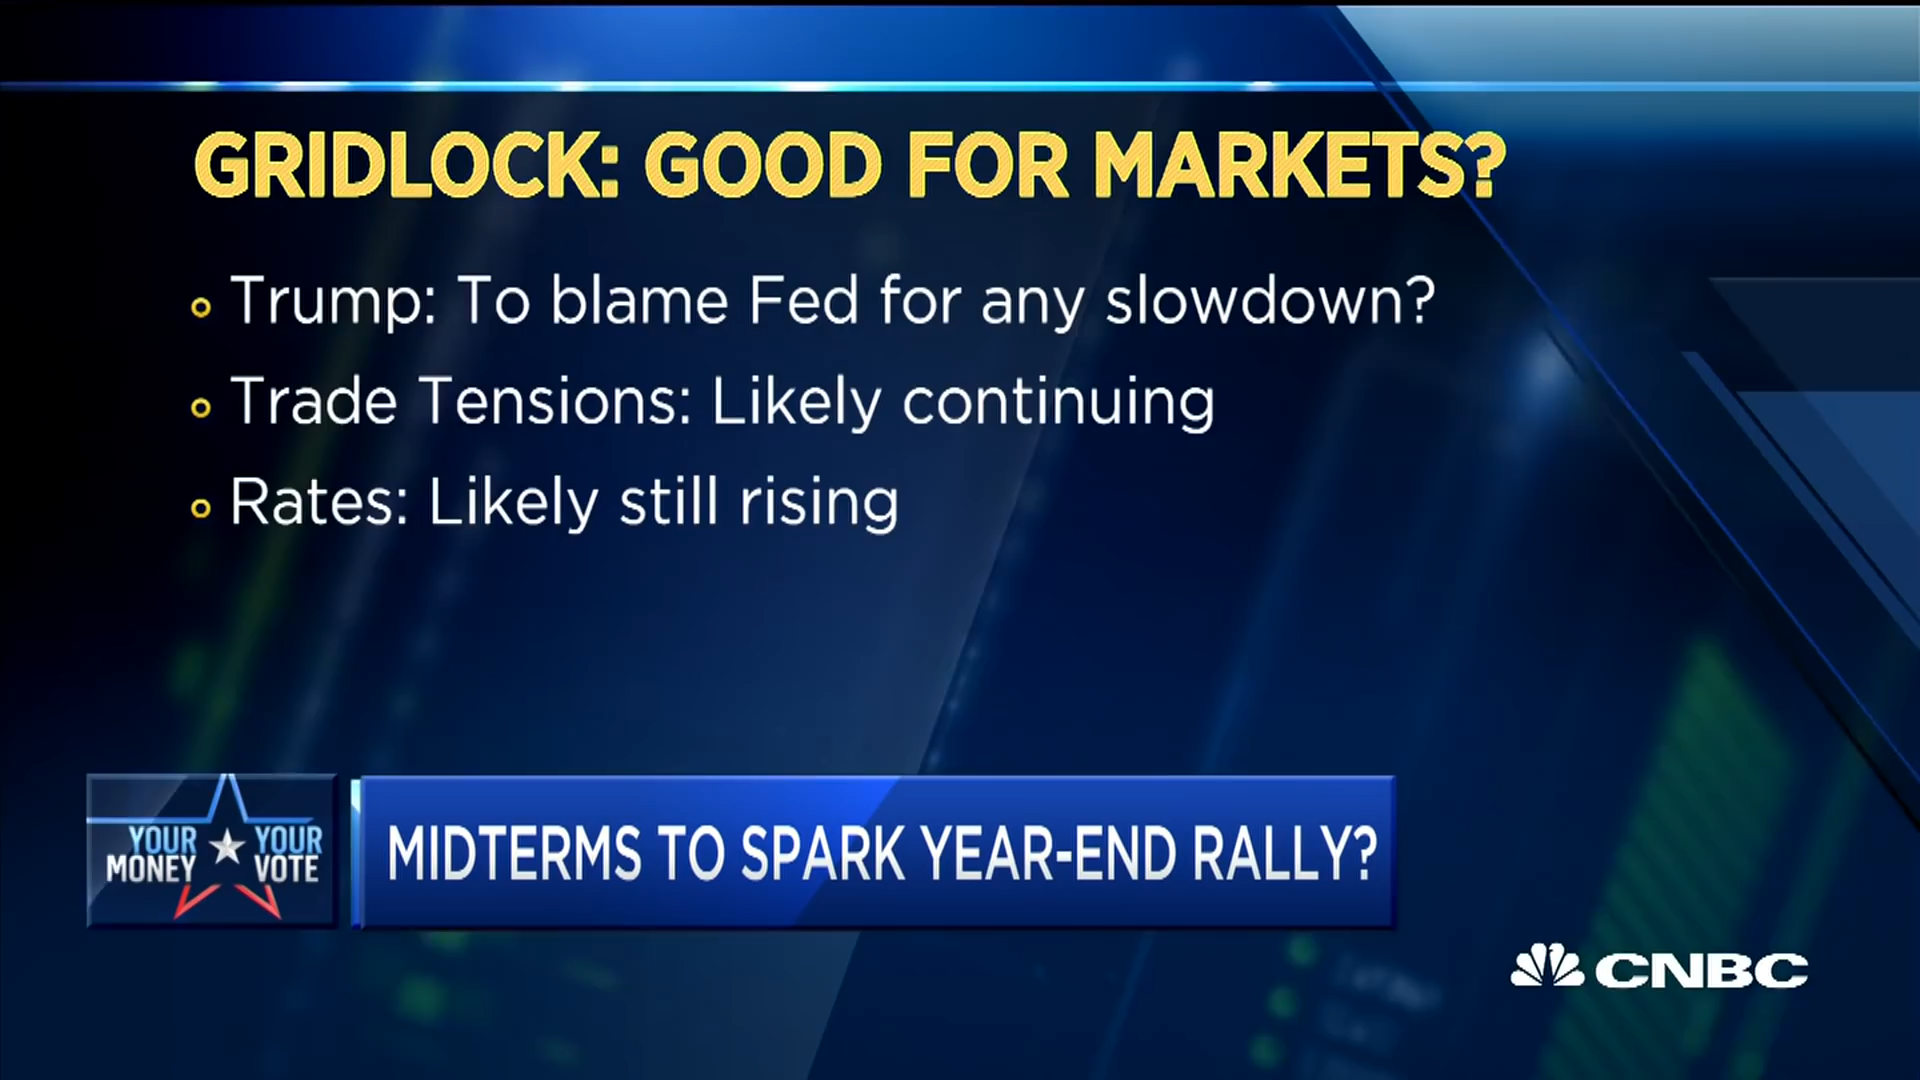 GRIDLOCK: GOOD FOR MARKETS?
Trump: To blame Fed for any slowdown?
Trade Tensions: Likely continuing
Rates: Likely still rising
YOUR MONEY
YOUR VOTE
MIDTERMS TO SPARK YEAR-END RALLY?
CNBC